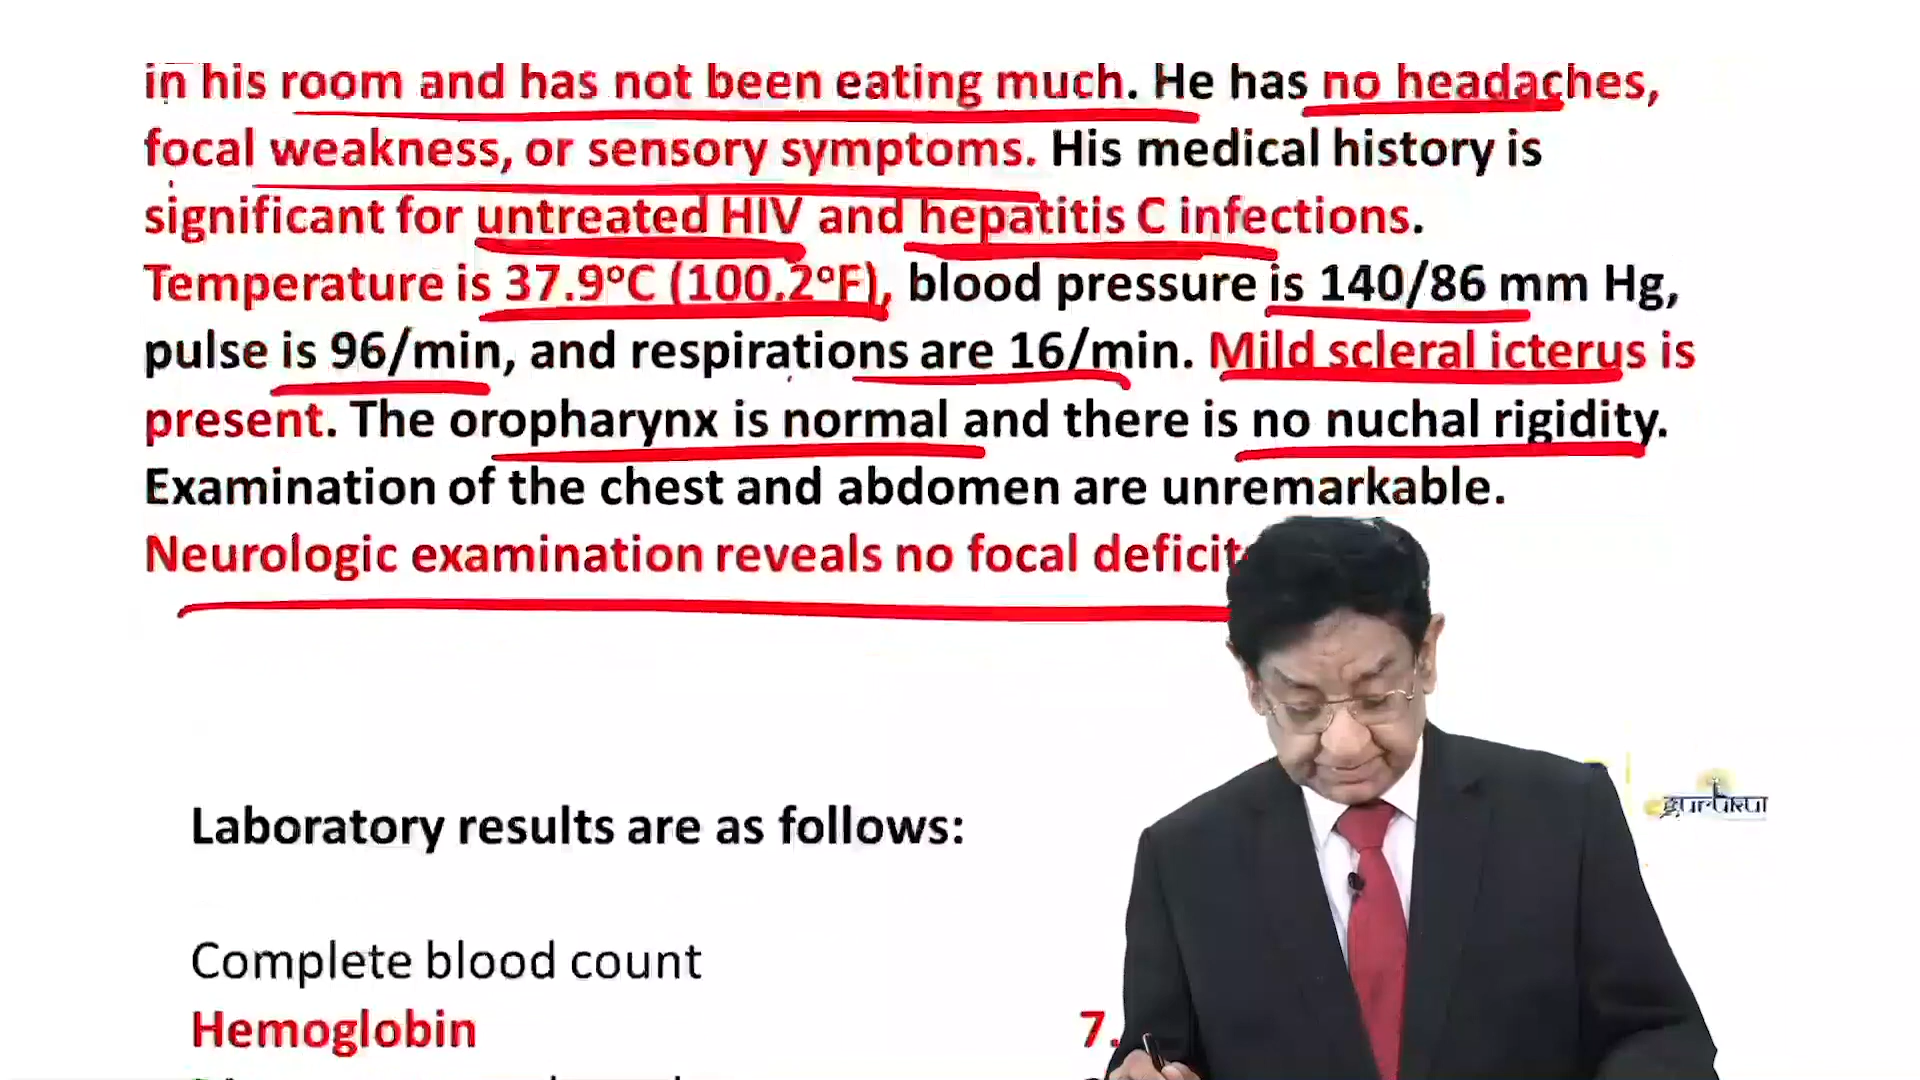 in his room and has not been eating much. He has no headaches,
focal weakness, or sensory symptoms. His medical history is
significant for untreated HIV and hepatitis C infections.
Temperature is 37.9°C (100.2°F), blood pressure is 140/86 mm Hg,
pulse is 96/min, and respirations are 16/min. Mild scleral icterus is
present. The oropharynx is normal and there is no nuchal rigidity.
Examination of the chest and abdomen are unremarkable.
Neurologic examination reveals no focal deficit
Laboratory results are as follows:
egurukul
Complete blood count
Hemoglobin 7.